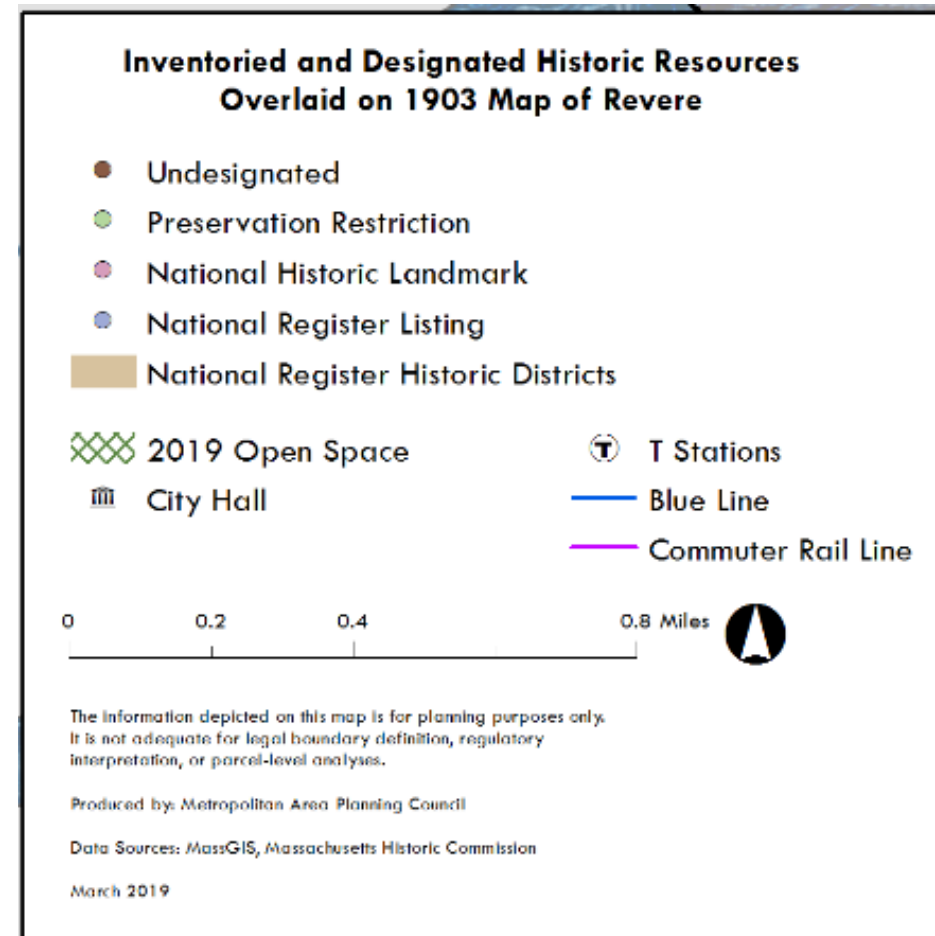 Inventoried and Designated Historic Resources
Overlaid on 1903 Map of Revere
Undesignated
Preservation Restriction
National Historic Landmark
National Register Listing
National Register Historic Districts
2019 Open Space
T T Stations
City Hall
Blue Line
Commuter Rail Line
0 0.2 0.4 0.8 Miles
The information depicted on this map is for planning purposes only.
It is not adequate for legal boundary definition, regulatory
interpretation, or parcel-level analyses.
Produced by: Metropolitan Area Planning Council
Data Sources: MassGIS, Massachusetts Historic Commission
March 2019